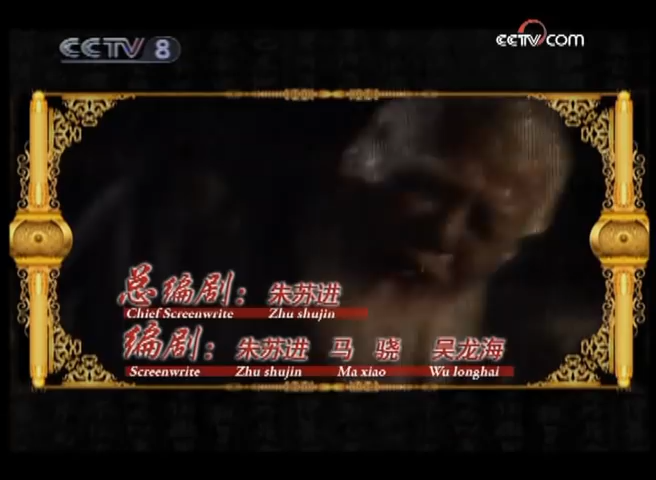 CCTV 8
CCTV COM
总编剧：朱苏进
Chief Screenwrite Zhu shujin
编剧：朱苏进 马 骁 吴龙海
Screenwrite Zhu shujin Ma xiao Wu longhai